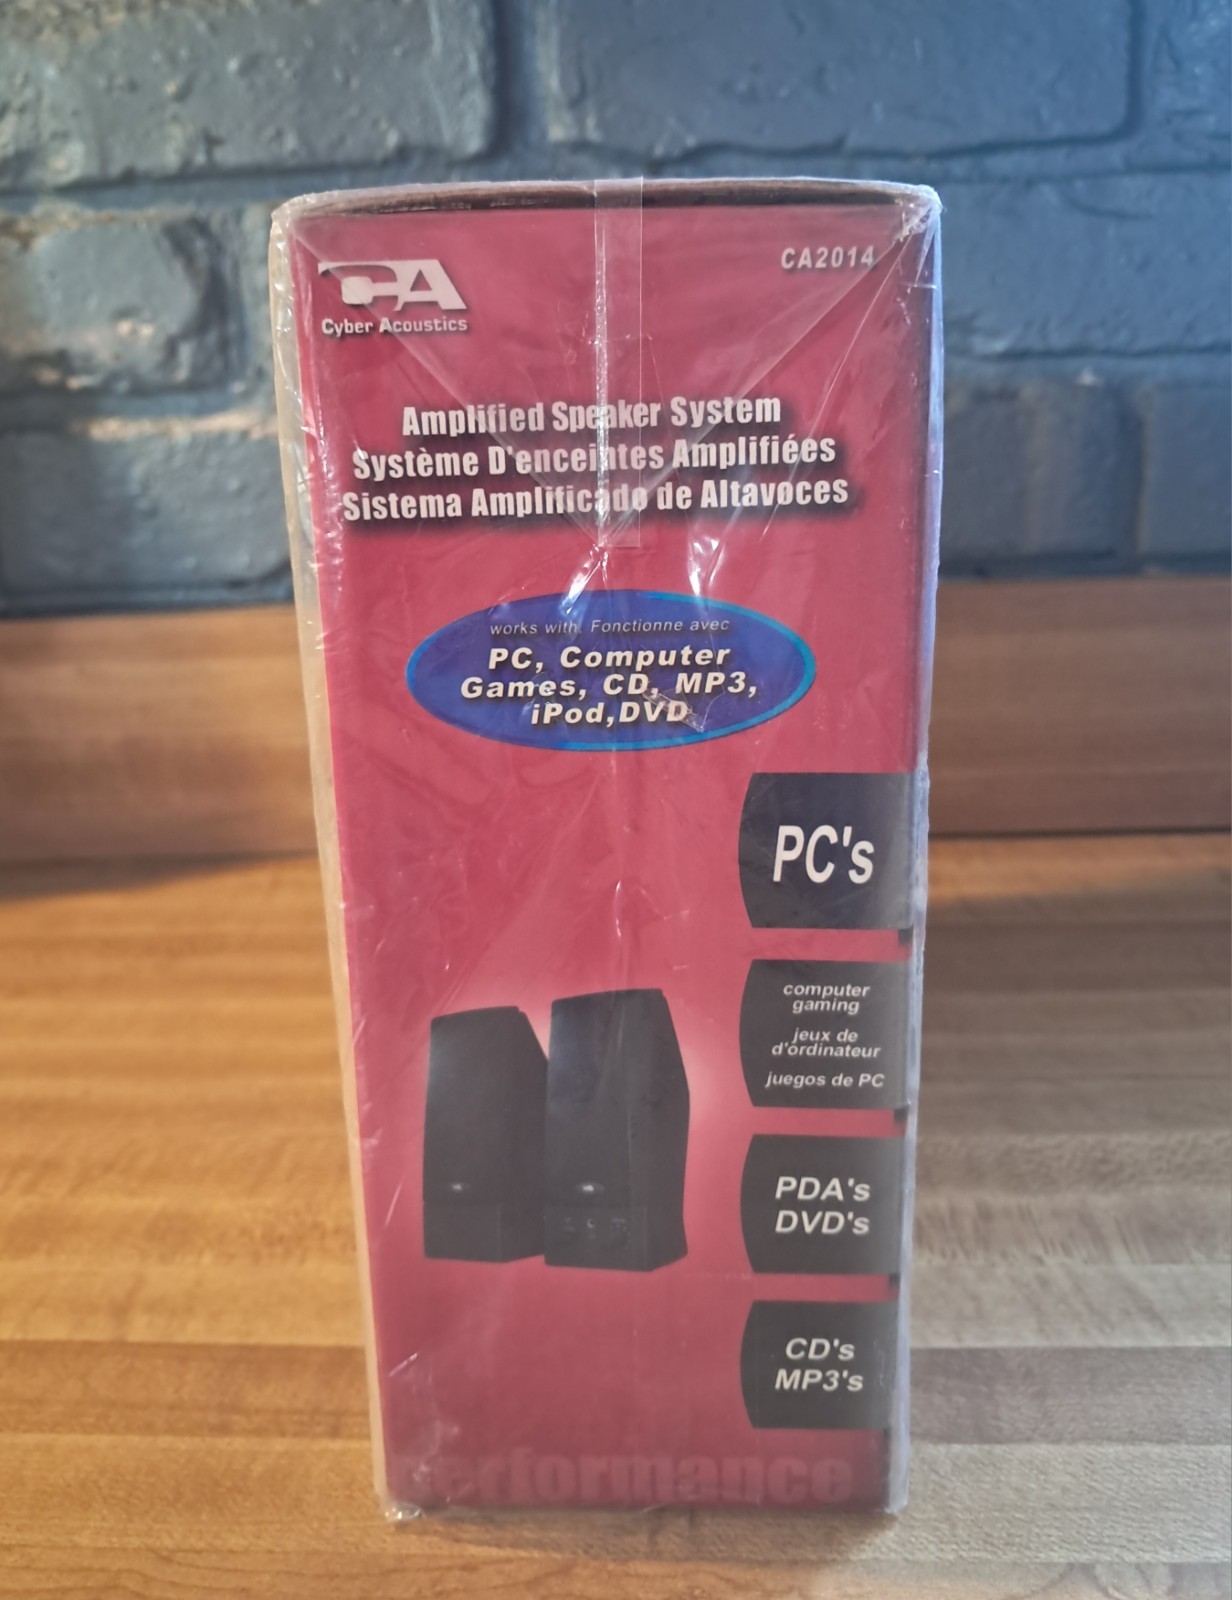 CA
Cyber Acoustics
CA2014
Amplified Speaker System
Système D'enceintes Amplifiées
Sistema Amplificado de Altavoces
works with Fonctionne avec
PC, Computer
Games, CD, MP3,
iPod,DVD
PC's
computer
gaming
jeux de
d'ordinateur
juegos de PC
PDA's
DVD's
CD's
MP3's
erformance